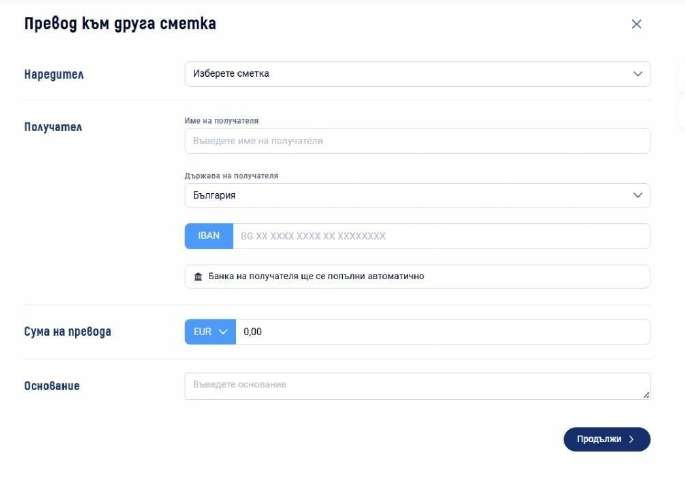 Превод към друга сметка
Наредител
Изберете сметка
Получател
Име на получателя
Въведете име на получателя
Държава на получателя
България
IBAN BG XX XXXX XXXX XX XXXXXXXX
Банка на получателя ще се попълни автоматично
Сума на превода
EUR 0,00
Основание
Въведете основание
Продължи